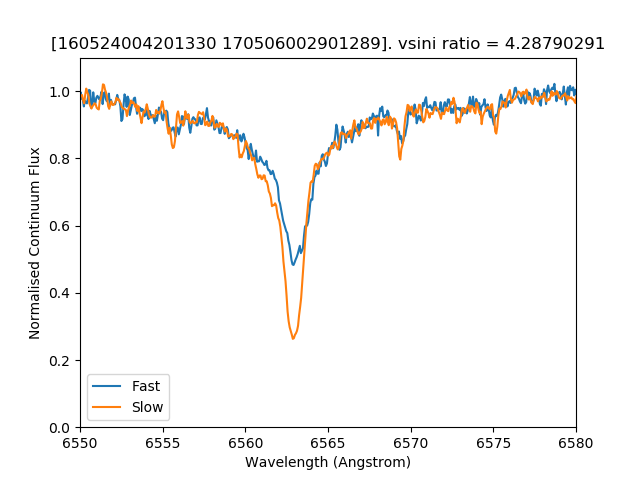 [160524004201330 170506002901289]. vsini ratio = 4.28790291
Normalised Continuum Flux
1.0
0.8
0.6
0.4
0.2
0.0
Fast
Slow
6550 6555 6560 6565 6570 6575 6580
Wavelength (Angstrom)